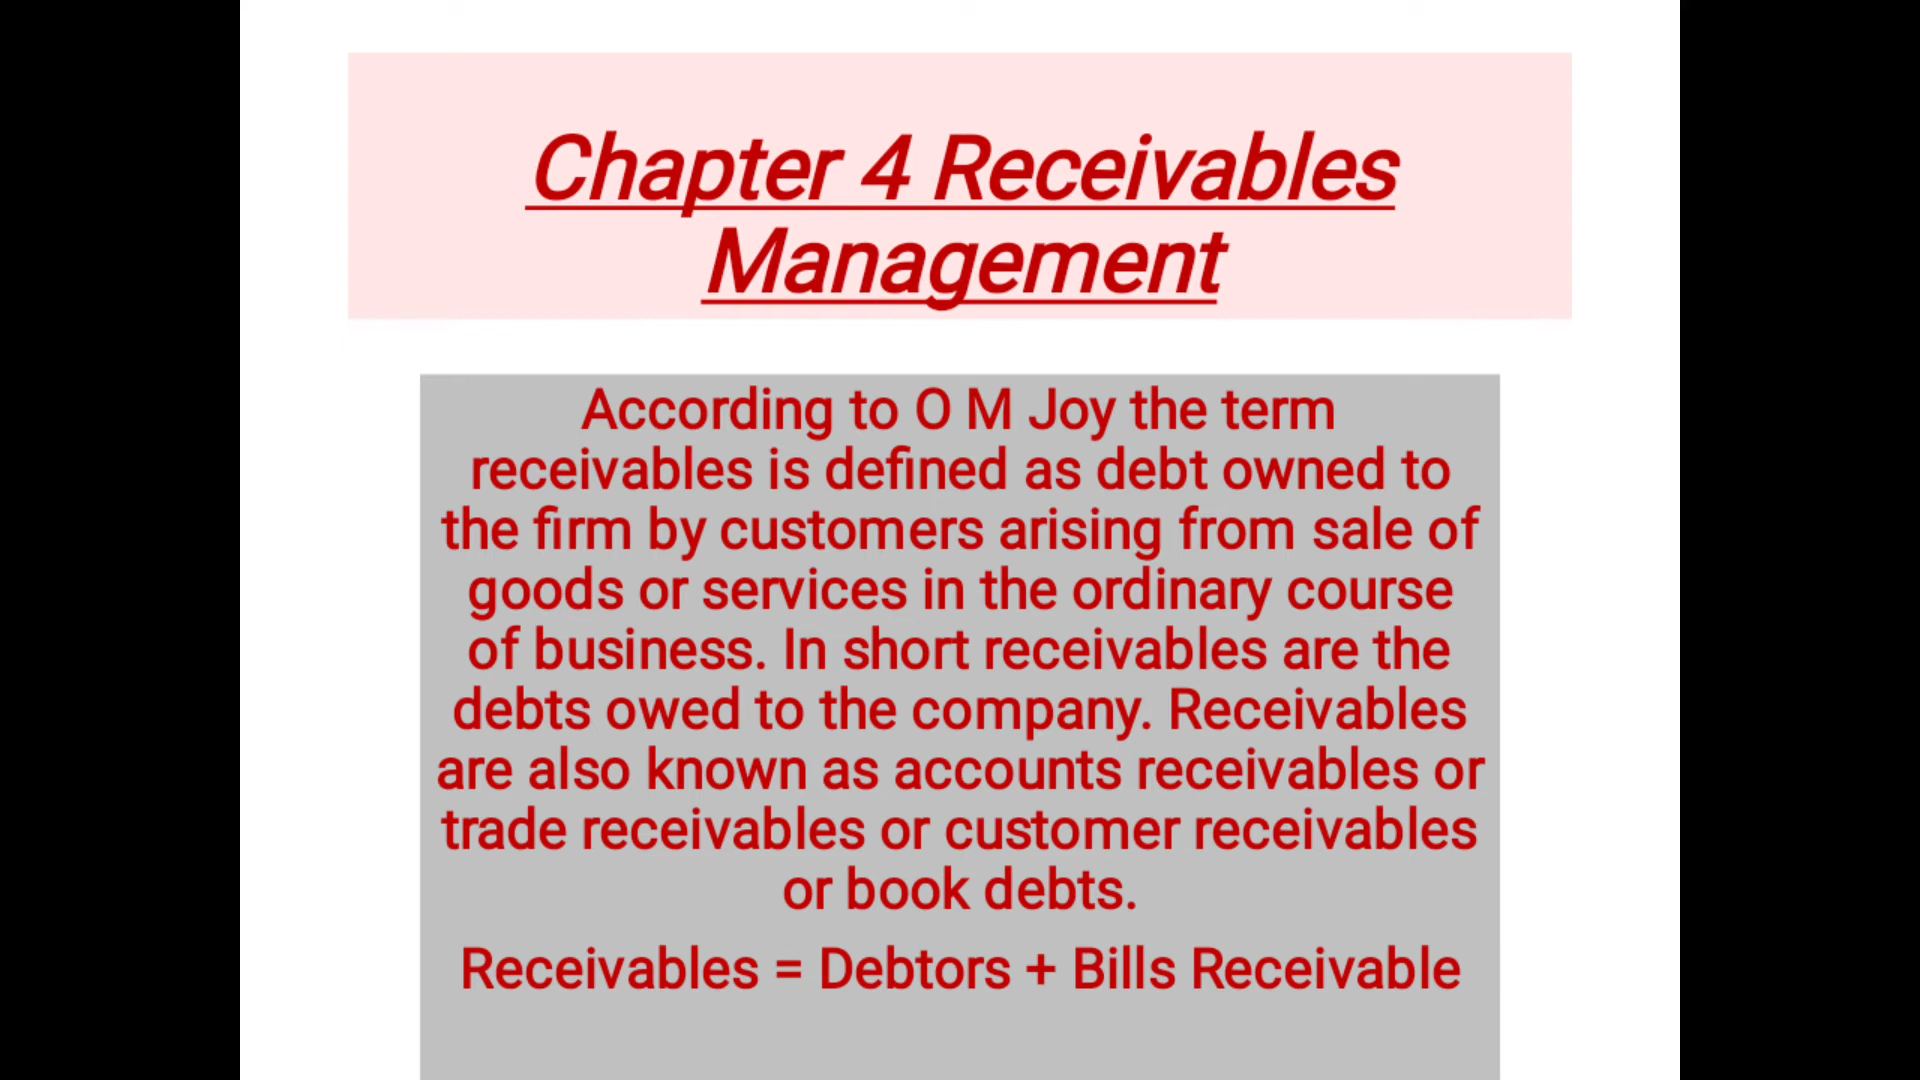 Chapter 4 Receivables
Management
According to O M Joy the term
receivables is defined as debt owned to
the firm by customers arising from sale of
goods or services in the ordinary course
of business. In short receivables are the
debts owed to the company. Receivables
are also known as accounts receivables or
trade receivables or customer receivables
or book debts.
Receivables = Debtors + Bills Receivable